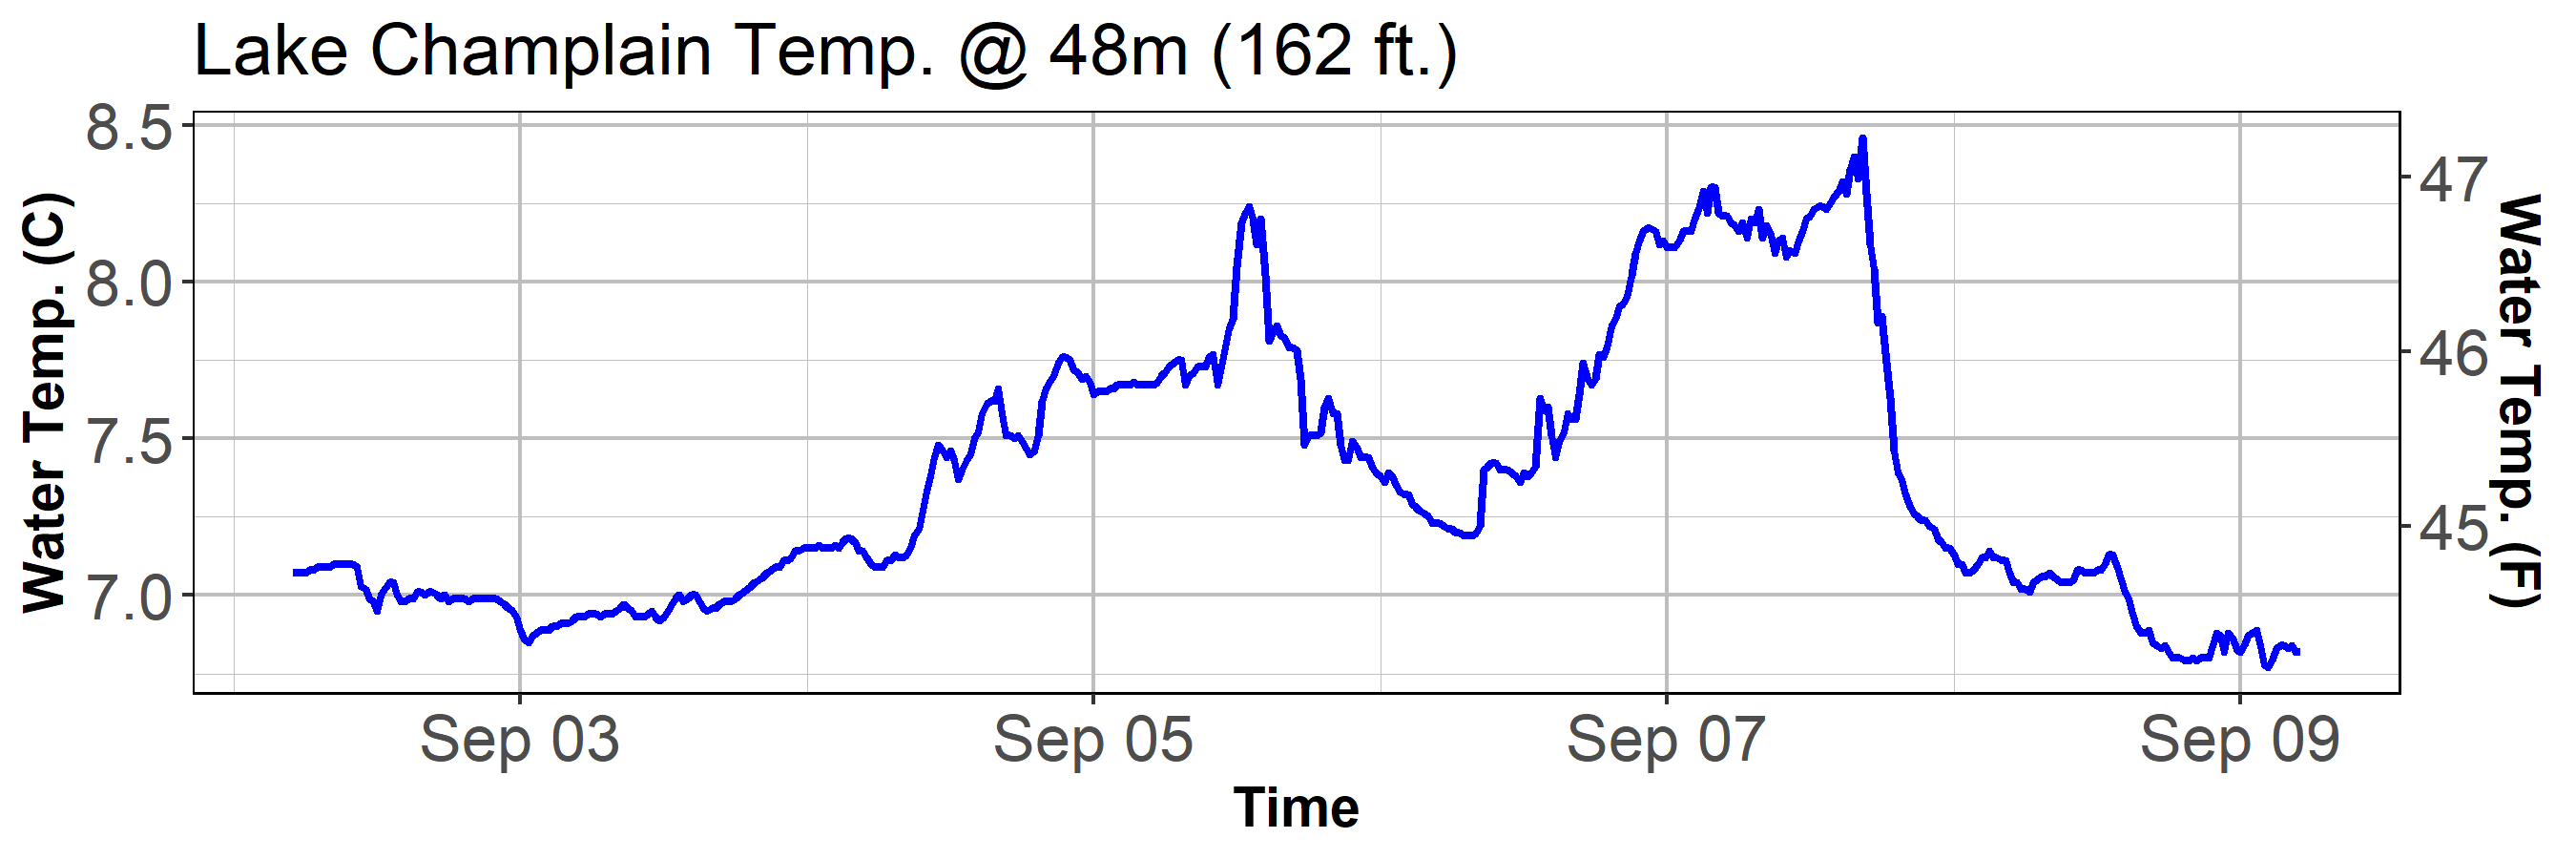 Lake Champlain Temp. @ 48m (162 ft.)
Water Temp. (C)
8.5
8.0
7.5
7.0
47
46
45
Water Temp. (F)
Sep 03 Sep 05 Sep 07 Sep 09
Time